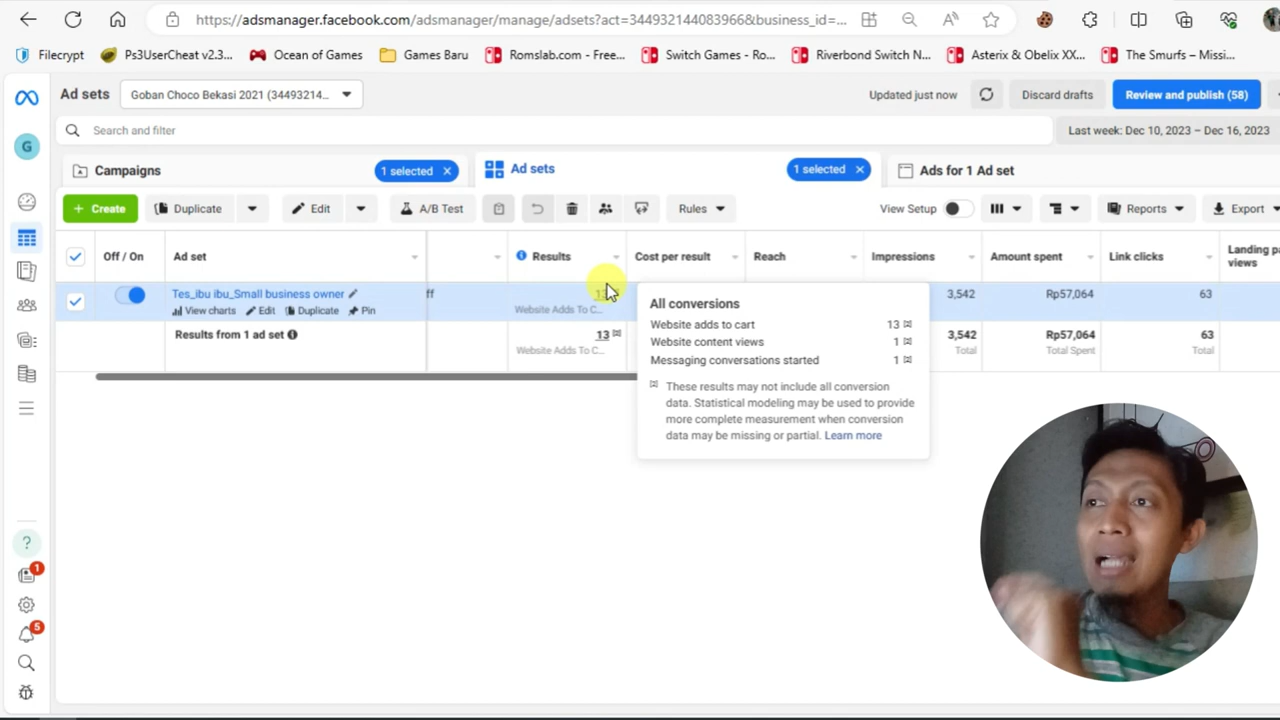 https://adsmanager.facebook.com/adsmanager/manage/adsets?act=344932144083966&business_id=...
Filecrypt
Ps3UserCheat v2.3...
Ocean of Games
Games Baru
Romslab.com - Free...
Switch Games - Ro...
Riverbond Switch N...
Asterix & Obelix XX...
The Smurfs – Missi...
Ad sets
Goban Choco Bekasi 2021 (34493214...
Updated just now
Discard drafts
Review and publish (58)
G
Search and filter
Last week: Dec 10, 2023 – Dec 16, 2023
Campaigns
1 selected
Ad sets
1 selected
Ads for 1 Ad set
+ Create
Duplicate
Edit
A/B Test
Rules
View Setup
Reports
Export
Off / On
Ad set
Results
Cost per result
Reach
Impressions
Amount spent
Link clicks
Landing pa
views
Tes_ibu ibu_Small business owner
ff
13
3,542
Rp57,064
63
View charts
Edit
Duplicate
Pin
Website Adds To C...
Results from 1 ad set
13
3,542
Rp57,064
63
Website Adds To C...
Total
Total Spent
Total
All conversions
Website adds to cart 13
Website content views 1
Messaging conversations started 1
These results may not include all conversion
data. Statistical modeling may be used to provide
more complete measurement when conversion
data may be missing or partial. Learn more
?
1
5